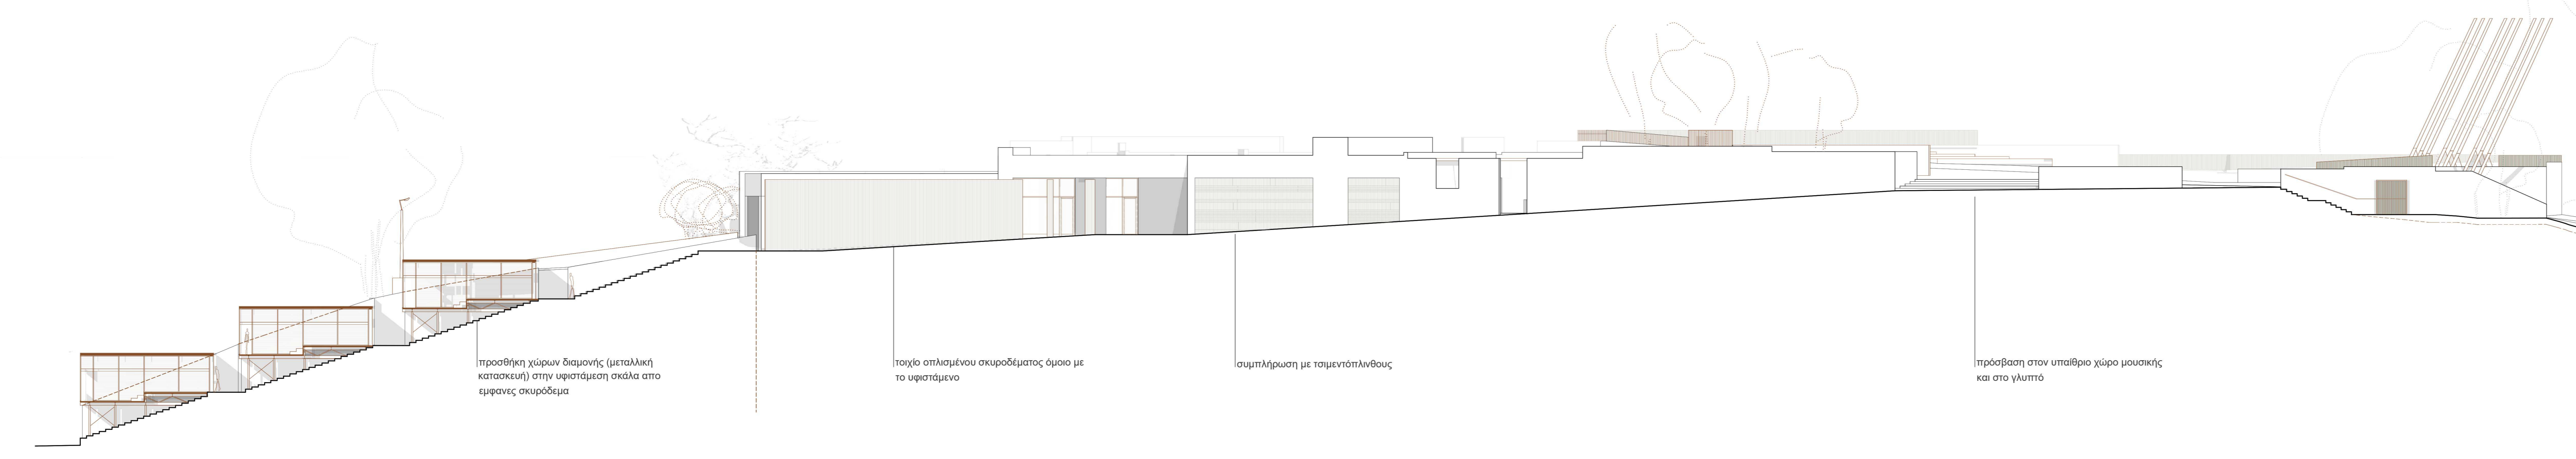 προσθήκη χώρων διαμονής (μεταλλική
κατασκευή) στην υφιστάμεση σκάλα απο
εμφανες σκυρόδεμα
τοιχίο οπλισμένου σκυροδέματος όμοιο με
το υφιστάμενο
συμπλήρωση με τσιμεντόπλινθους
πρόσβαση στον υπαίθριο χώρο μουσικής
και στο γλυπτό